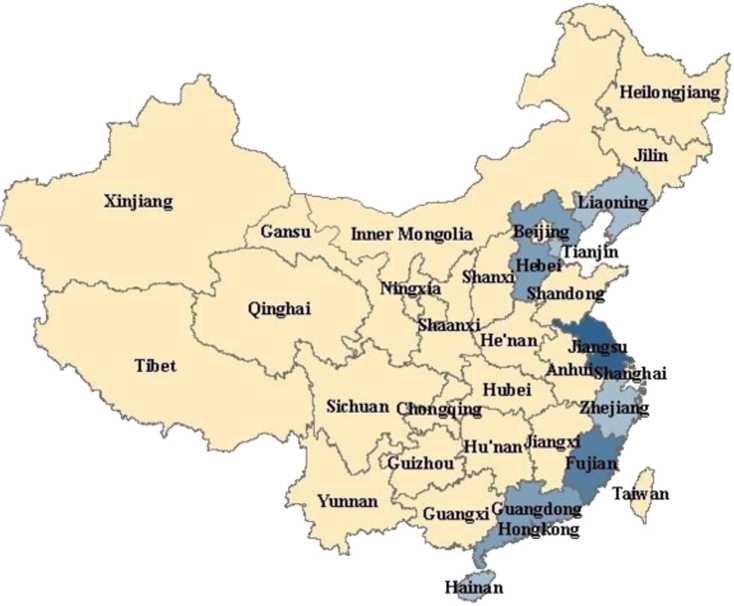 Heilongjiang
Jilin
Xinjiang
Liaoning
Gansu
Inner Mongolia
Beijing
Tianjin
Hebei
Shanxi
Ningxia
Shandong
Qinghai
Shaanxi
He'nan
Jiangsu
Tibet
Anhui
Shanghai
Hubei
Sichuan
Chongqing
Zhejiang
Hu'nan
Jiangxi
Guizhou
Fujian
Taiwan
Yunnan
Guangxi
Guangdong
Hongkong
Hainan